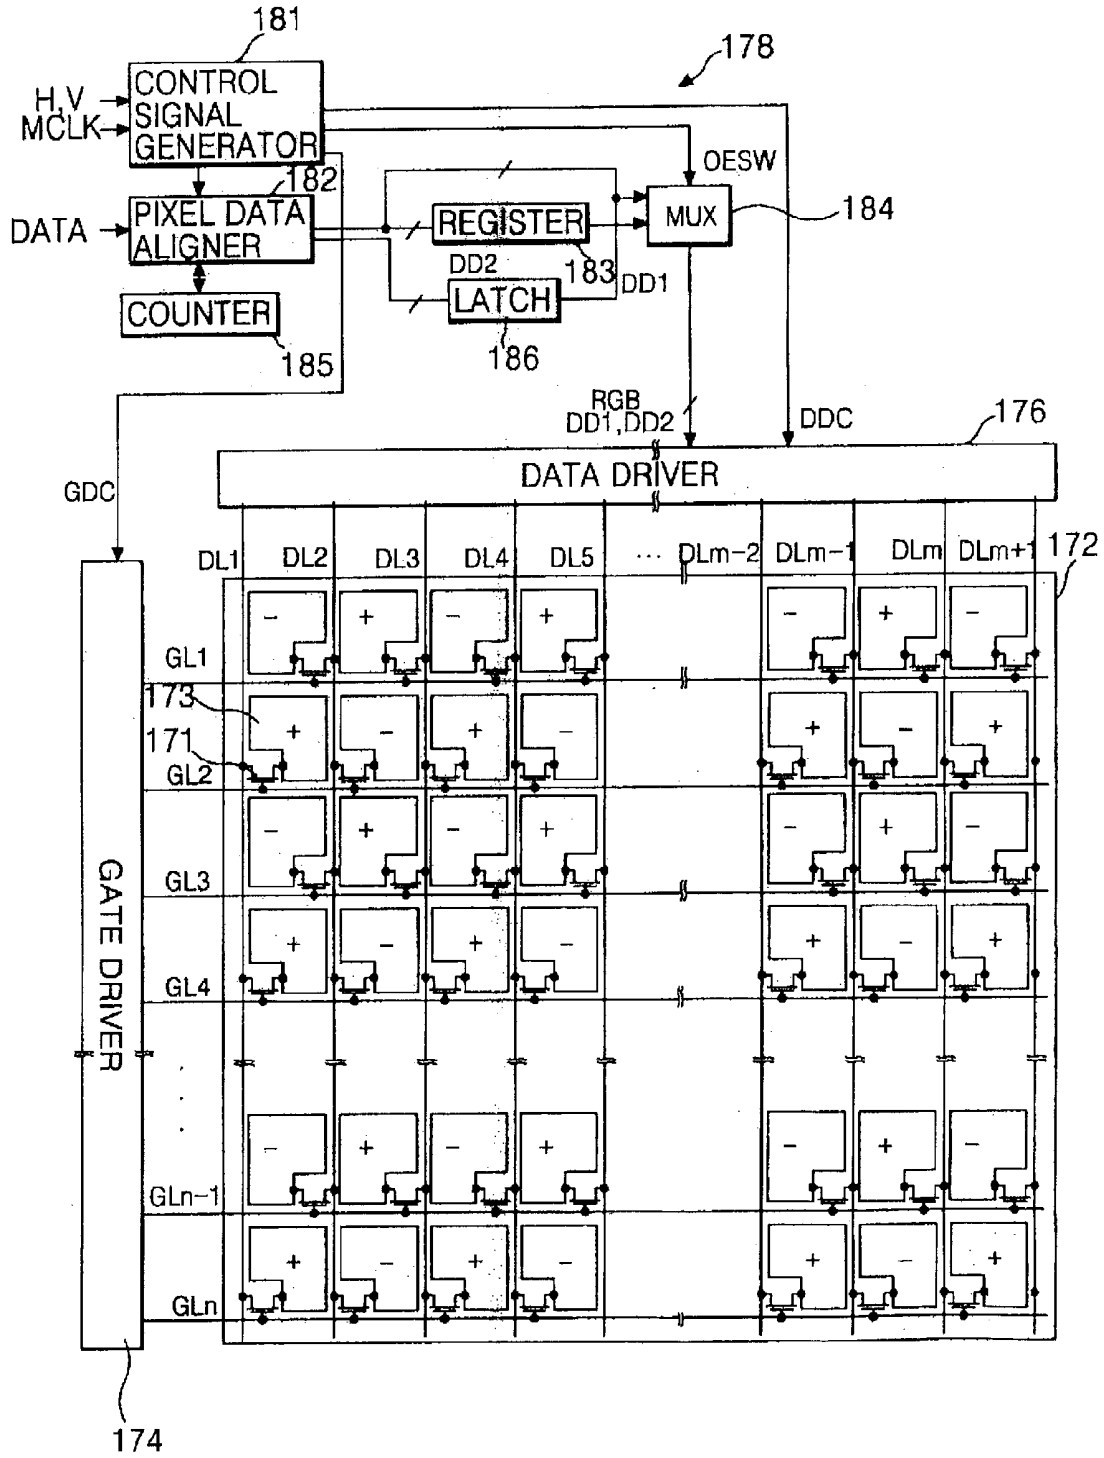 181
178
H,V
MCLK
CONTROL
SIGNAL
GENERATOR
OESW
182
DATA
PIXEL DATA
ALIGNER
REGISTER
183
MUX
184
DD2
DD1
LATCH
186
COUNTER
185
RGB
DD1,DD2
DDC
176
DATA DRIVER
GDC
DL1
DL2
DL3
DL4
DL5
...
DLm-2
DLm-1
DLm
DLm+1
172
- + - + - + -
GL1
173
+ - + - + - +
171
GL2
- + - + - + -
GL3
+ - + - + - +
GL4
GATE DRIVER
- + - + - + -
GLn-1
+ - + - + - +
GLn
174